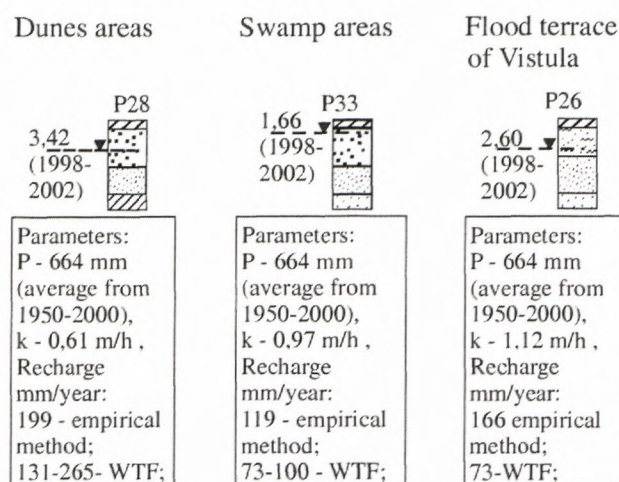 Dunes areas
P28
3,42
(1998-
2002)
Parameters:
P - 664 mm
(average from
1950-2000),
k - 0,61 m/h ,
Recharge
mm/year:
199 - empirical
method;
131-265- WTF;
Swamp areas
P33
1,66
(1998-
2002)
Parameters:
P - 664 mm
(average from
1950-2000),
k - 0,97 m/h ,
Recharge
mm/year:
119 - empirical
method;
73-100 - WTF;
Flood terrace
of Vistula
P26
2,60
(1998-
2002)
Parameters:
P - 664 mm
(average from
1950-2000),
k - 1,12 m/h ,
Recharge
mm/year:
166 empirical
method;
73-WTF;